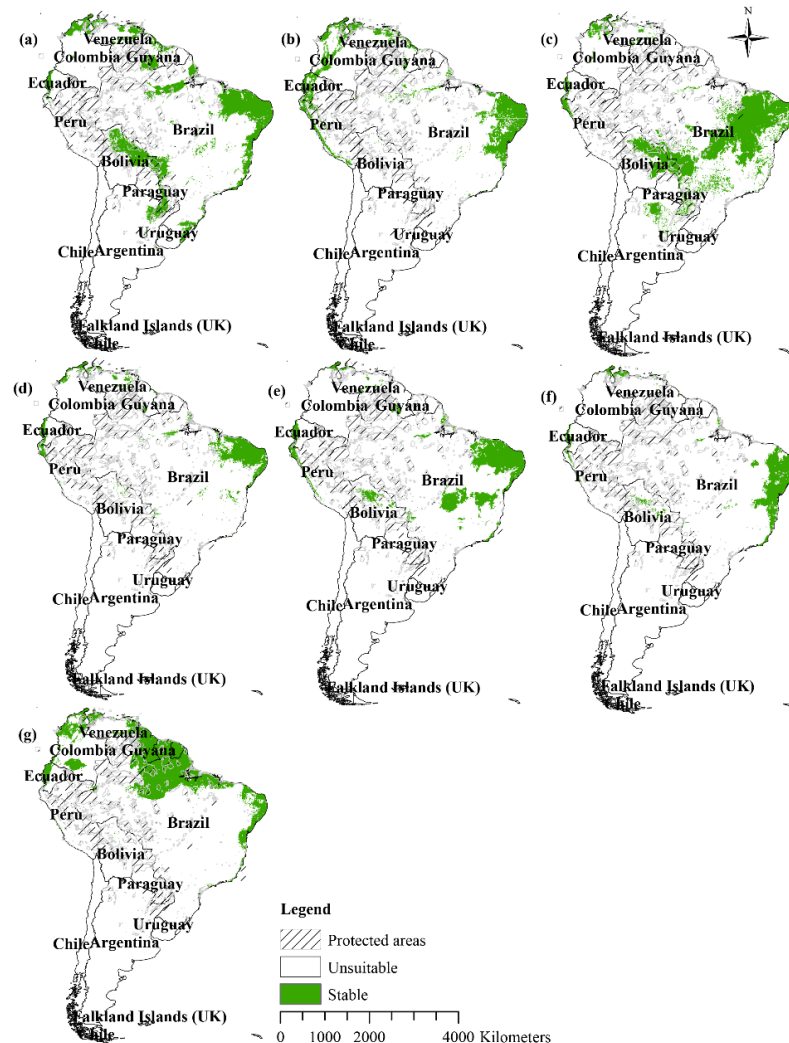 (a)
Venezuela
Colombia Guyana
Ecuador
Peru
Brazil
Bolivia
Paraguay
Uruguay
Chile Argentina
Falkland Islands (UK)
Chile
(b)
Venezuela
Colombia Guyana
Ecuador
Peru
Brazil
Bolivia
Paraguay
Uruguay
Chile Argentina
Falkland Islands (UK)
Chile
(c)
N
Venezuela
Colombia Guyana
Ecuador
Peru
Brazil
Bolivia
Paraguay
Uruguay
Chile Argentina
Falkland Islands (UK)
Chile
(d)
Venezuela
Colombia Guyana
Ecuador
Peru
Brazil
Bolivia
Paraguay
Uruguay
Chile Argentina
Falkland Islands (UK)
(e)
Venezuela
Colombia Guyana
Ecuador
Peru
Brazil
Bolivia
Paraguay
Uruguay
Chile Argentina
Falkland Islands (UK)
(f)
Venezuela
Colombia Guyana
Ecuador
Peru
Brazil
Bolivia
Paraguay
Uruguay
Chile Argentina
Falkland Islands (UK)
Chile
(g)
Venezuela
Colombia Guyana
Ecuador
Peru
Brazil
Bolivia
Paraguay
Uruguay
Chile Argentina
Falkland Islands (UK)
Chile
Legend
Protected areas
Unsuitable
Stable
0 1000 2000 4000 Kilometers